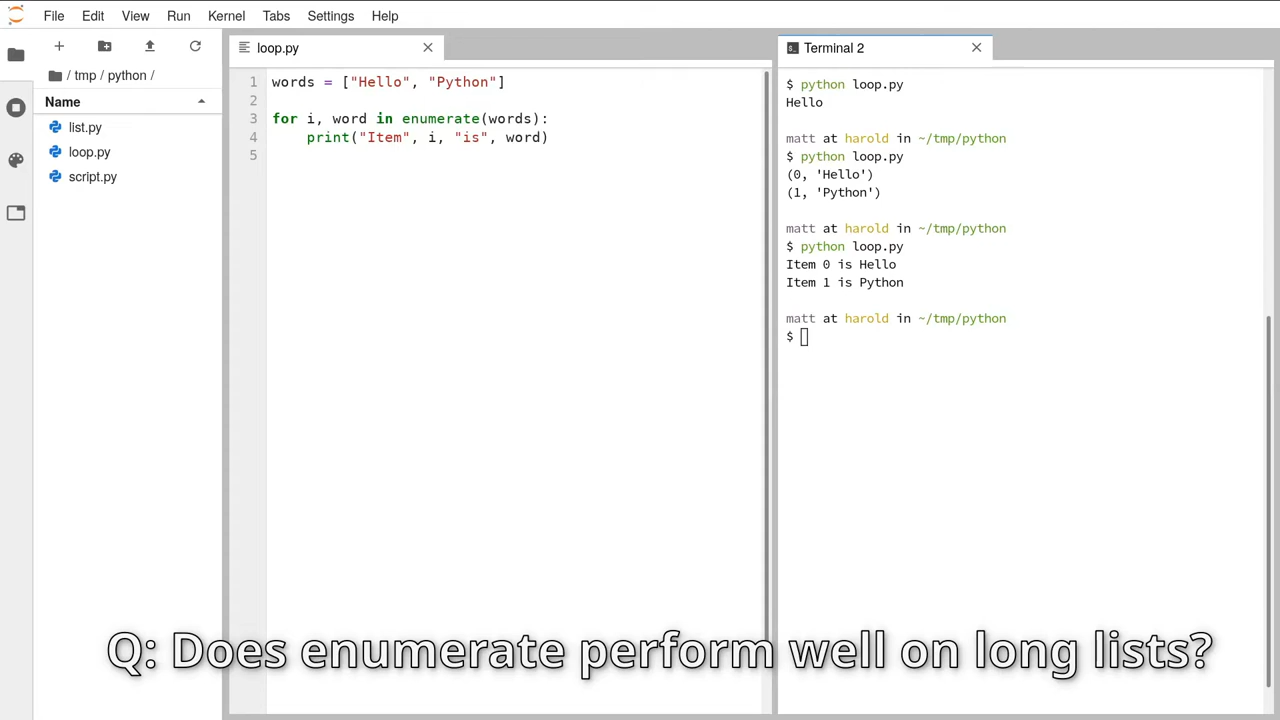 File Edit View Run Kernel Tabs Settings Help
/ tmp / python /
Name
list.py
loop.py
script.py
loop.py
1 words = ["Hello", "Python"]
2
3 for i, word in enumerate(words):
4 print("Item", i, "is", word)
5
Terminal 2
$ python loop.py
Hello
matt at harold in ~/tmp/python
$ python loop.py
(0, 'Hello')
(1, 'Python')
matt at harold in ~/tmp/python
$ python loop.py
Item 0 is Hello
Item 1 is Python
matt at harold in ~/tmp/python
$
Q: Does enumerate perform well on long lists?